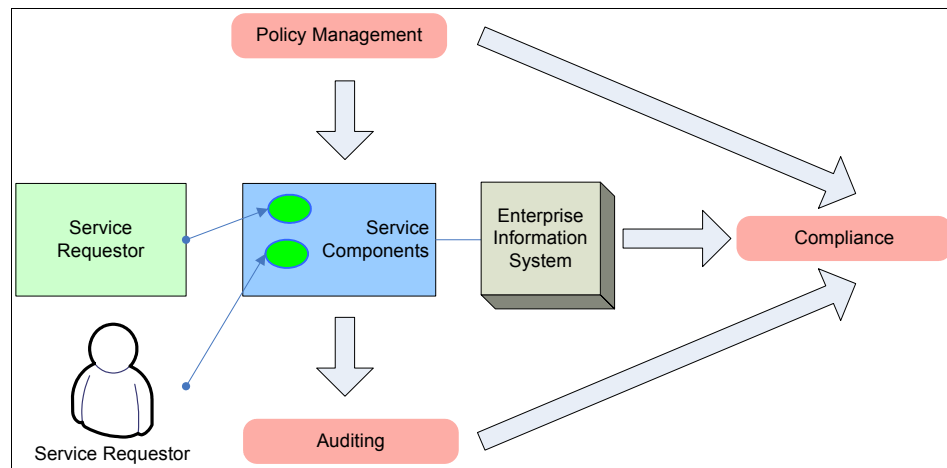 Policy Management
Service
Requestor
Service
Components
Enterprise
Information
System
Compliance
Service Requestor
Auditing